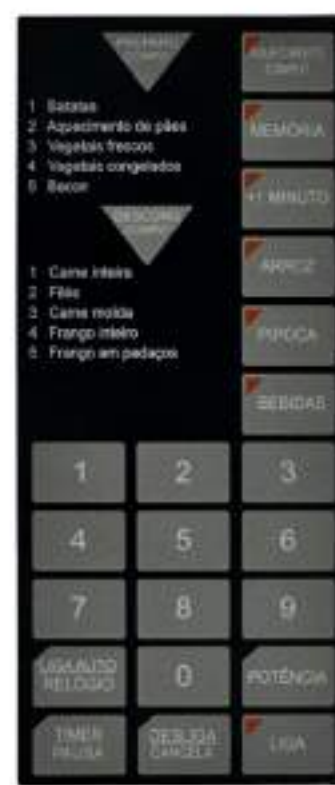 1 Batatas
2 Aquecimento de pães
3 Vegetais frescos
4 Vegetais congelados
5 Bacon
1 Carne inteira
2 Filés
3 Carne moída
4 Frango inteiro
5 Frango em pedaços
MEMÓRIA
+1 MINUTO
ARROZ
PIPOCA
BEBIDAS
1 2 3
4 5 6
7 8 9
LIGA AUTO
RELÓGIO
0
POTÊNCIA
TIMER
PAUSA
DESLIGA
CANCELA
LIGA